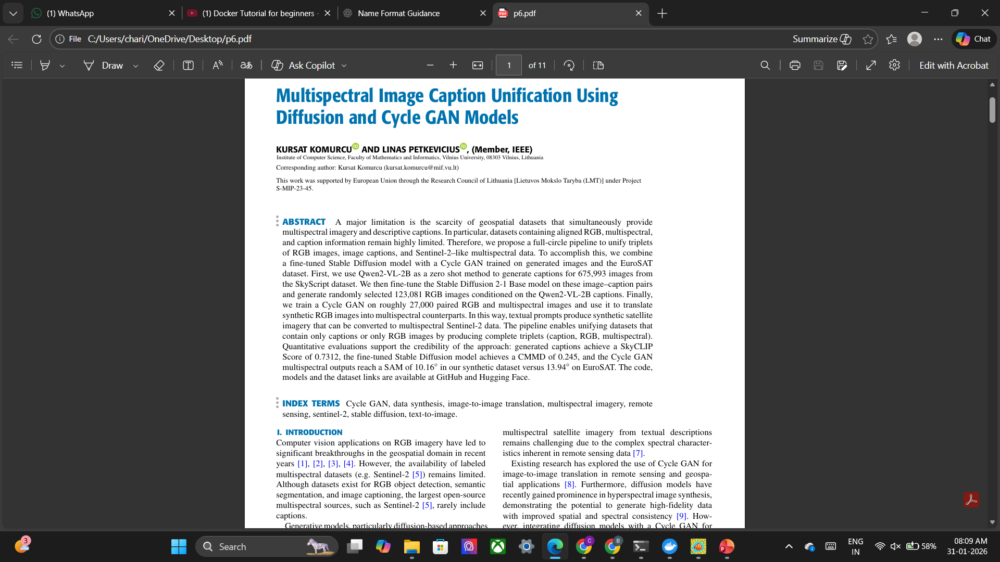 (1) WhatsApp
(1) Docker Tutorial for beginners -
Name Format Guidance
p6.pdf
File C:/Users/chari/OneDrive/Desktop/p6.pdf
Summarize
Chat
Draw
Ask Copilot
1 of 11
Edit with Acrobat
Multispectral Image Caption Unification Using
Diffusion and Cycle GAN Models
KURSAT KOMURCU AND LINAS PETKEVICIUS, (Member, IEEE)
Institute of Computer Science, Faculty of Mathematics and Informatics, Vilnius University, 08303 Vilnius, Lithuania
Corresponding author: Kursat Komurcu (kursat.komurcu@mif.vu.lt)
This work was supported by European Union through the Research Council of Lithuania [Lietuvos Mokslo Taryba (LMT)] under Project
S-MIP-23-45.
ABSTRACT A major limitation is the scarcity of geospatial datasets that simultaneously provide
multispectral imagery and descriptive captions. In particular, datasets containing aligned RGB, multispectral,
and caption information remain highly limited. Therefore, we propose a full-circle pipeline to unify triplets
of RGB images, image captions, and Sentinel-2–like multispectral data. To accomplish this, we combine
a fine-tuned Stable Diffusion model with a Cycle GAN trained on generated images and the EuroSAT
dataset. First, we use Qwen2-VL-2B as a zero shot method to generate captions for 675,993 images from
the SkyScript dataset. We then fine-tune the Stable Diffusion 2-1 Base model on these image–caption pairs
and generate randomly selected 123,081 RGB images conditioned on the Qwen2-VL-2B captions. Finally,
we train a Cycle GAN on roughly 27,000 paired RGB and multispectral images and use it to translate
synthetic RGB images into multispectral counterparts. In this way, textual prompts produce synthetic satellite
imagery that can be converted to multispectral Sentinel-2 data. The pipeline enables unifying datasets that
contain only captions or only RGB images by producing complete triplets (caption, RGB, multispectral).
Quantitative evaluations support the credibility of the approach: generated captions achieve a SkyCLIP
Score of 0.7312, the fine-tuned Stable Diffusion model achieves a CMMD of 0.245, and the Cycle GAN
multispectral outputs reach a SAM of 10.16° in our synthetic dataset versus 13.94° on EuroSAT. The code,
models and the dataset links are available at GitHub and Hugging Face.
INDEX TERMS Cycle GAN, data synthesis, image-to-image translation, multispectral imagery, remote
sensing, sentinel-2, stable diffusion, text-to-image.
I. INTRODUCTION
Computer vision applications on RGB imagery have led to
significant breakthroughs in the geospatial domain in recent
years [1], [2], [3], [4]. However, the availability of labeled
multispectral datasets (e.g. Sentinel-2 [5]) remains limited.
Although datasets exist for RGB object detection, semantic
segmentation, and image captioning, the largest open-source
multispectral sources, such as Sentinel-2 [5], rarely include
captions.
Generative models, particularly diffusion-based approaches
multispectral satellite imagery from textual descriptions
remains challenging due to the complex spectral character-
istics inherent in remote sensing data [7].
Existing research has explored the use of Cycle GAN for
image-to-image translation in remote sensing and geospa-
tial applications [8]. Furthermore, diffusion models have
recently gained prominence in hyperspectral image synthesis,
demonstrating the potential to generate high-fidelity data
with improved spatial and spectral consistency [9]. How-
ever, integrating diffusion models with a Cycle GAN for
3
Search
C
B
ENG
IN
58%
08:09 AM
31-01-2026